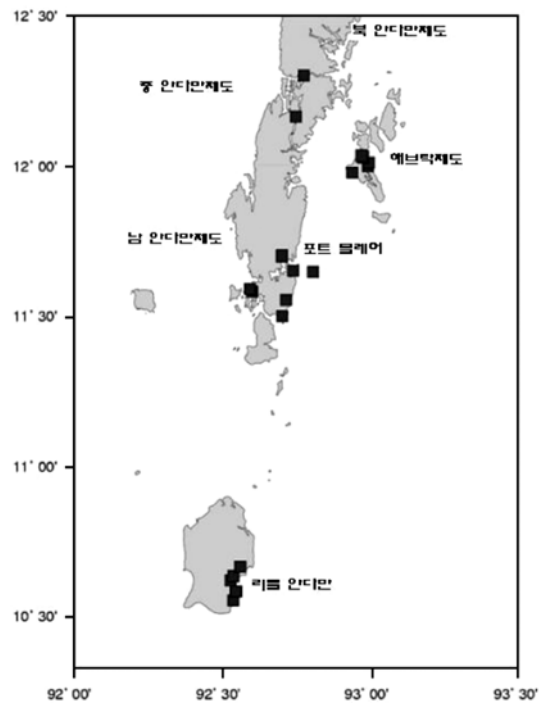 12˚ 30'
북 안다만제도
중 안다만제도
12˚ 00'
해브락제도
남 안다만제도
포트 블레어
11˚ 30'
11˚ 00'
리틀 안다만
10˚ 30'
92˚ 00'
92˚ 30'
93˚ 00'
93˚ 30'